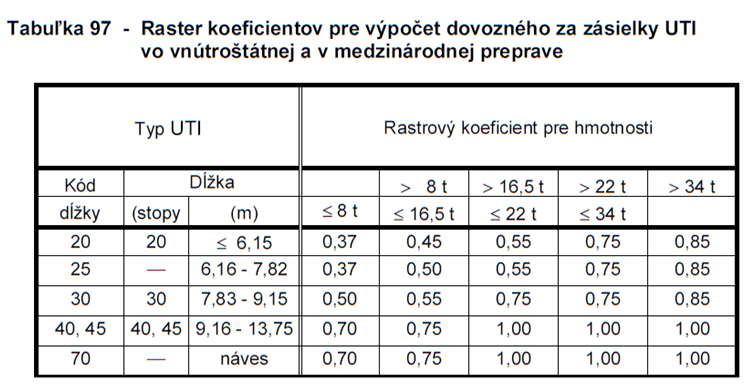 Tabuľka 97 - Raster koeficientov pre výpočet dovozného za zásielky UTI
vo vnútroštátnej a v medzinárodnej preprave
Typ UTI Rastrový koeficient pre hmotnosti
Kód Dĺžka > 8 t > 16,5 t > 22 t > 34 t
dĺžky (stopy (m) ≤ 8 t ≤ 16,5 t ≤ 22 t ≤ 34 t
20 20 ≤ 6,15 0,37 0,45 0,55 0,75 0,85
25 — 6,16 - 7,82 0,37 0,50 0,55 0,75 0,85
30 30 7,83 - 9,15 0,50 0,55 0,75 0,75 0,85
40, 45 40, 45 9,16 - 13,75 0,70 0,75 1,00 1,00 1,00
70 — náves 0,70 0,75 1,00 1,00 1,00